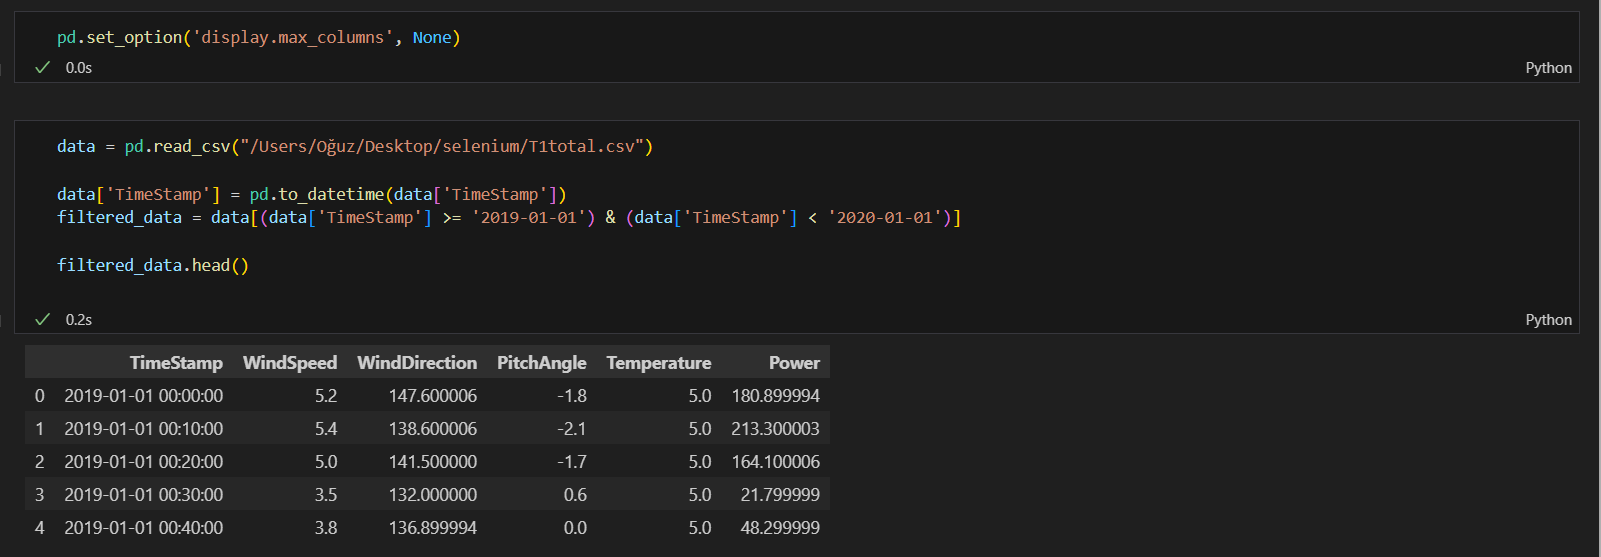 pd.set_option('display.max_columns', None)
0.0s
Python
data = pd.read_csv("/Users/Oğuz/Desktop/selenium/T1total.csv")
data['TimeStamp'] = pd.to_datetime(data['TimeStamp'])
filtered_data = data[(data['TimeStamp'] >= '2019-01-01') & (data['TimeStamp'] < '2020-01-01')]
filtered_data.head()
0.2s
Python
TimeStamp WindSpeed WindDirection PitchAngle Temperature Power
0 2019-01-01 00:00:00 5.2 147.600006 -1.8 5.0 180.899994
1 2019-01-01 00:10:00 5.4 138.600006 -2.1 5.0 213.300003
2 2019-01-01 00:20:00 5.0 141.500000 -1.7 5.0 164.100006
3 2019-01-01 00:30:00 3.5 132.000000 0.6 5.0 21.799999
4 2019-01-01 00:40:00 3.8 136.899994 0.0 5.0 48.299999